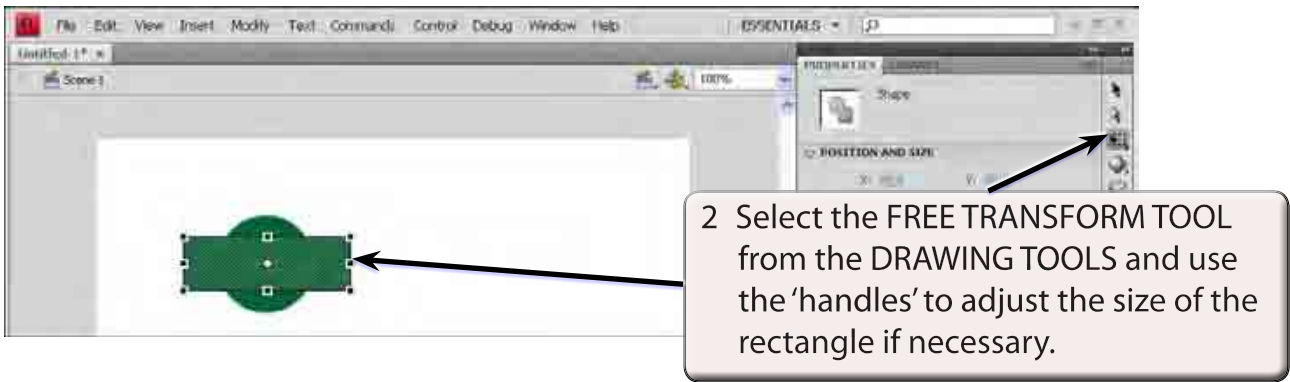 File Edit View Insert Modify Text Commands Control Debug Window Help ESSENTIALS
Untitled-1*
Scene 1 100%
PROPERTIES
Shape
POSITION AND SIZE
X: Y:
2 Select the FREE TRANSFORM TOOL
from the DRAWING TOOLS and use
the ‘handles’ to adjust the size of the
rectangle if necessary.